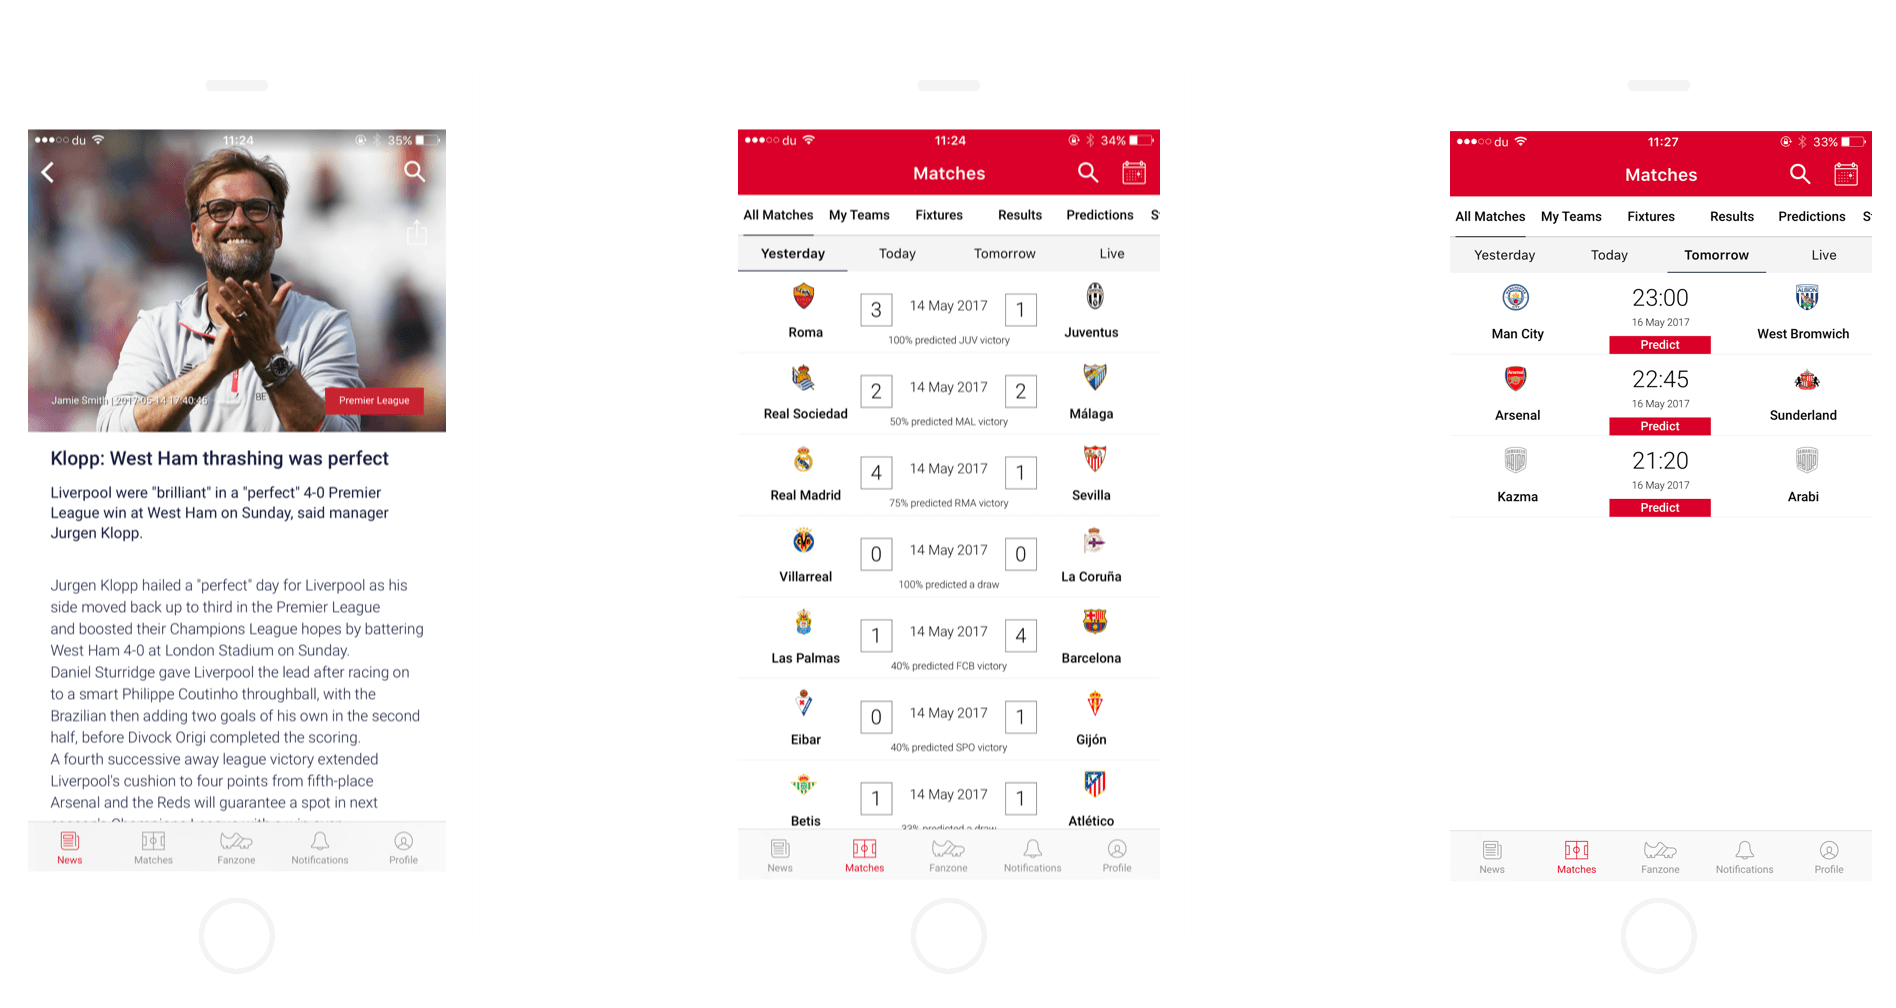 du 11:24 35%
Jamie Smith | 2017-05-14 17:40:45
Premier League
Klopp: West Ham thrashing was perfect
Liverpool were "brilliant" in a "perfect" 4-0 Premier
League win at West Ham on Sunday, said manager
Jurgen Klopp.
Jurgen Klopp hailed a "perfect" day for Liverpool as his
side moved back up to third in the Premier League
and boosted their Champions League hopes by battering
West Ham 4-0 at London Stadium on Sunday.
Daniel Sturridge gave Liverpool the lead after racing on
to a smart Philippe Coutinho throughball, with the
Brazilian then adding two goals of his own in the second
half, before Divock Origi completed the scoring.
A fourth successive away league victory extended
Liverpool's cushion to four points from fifth-place
Arsenal and the Reds will guarantee a spot in next
News Matches Fanzone Notifications Profile
du 11:24 34%
Matches
All Matches My Teams Fixtures Results Predictions S
Yesterday Today Tomorrow Live
3 14 May 2017 1
Roma Juventus
100% predicted JUV victory
2 14 May 2017 2
Real Sociedad Málaga
50% predicted MAL victory
4 14 May 2017 1
Real Madrid Sevilla
75% predicted RMA victory
0 14 May 2017 0
Villarreal La Coruña
100% predicted a draw
1 14 May 2017 4
Las Palmas Barcelona
40% predicted FCB victory
0 14 May 2017 1
Eibar Gijón
40% predicted SPO victory
1 14 May 2017 1
Betis Atlético
33% predicted a draw
News Matches Fanzone Notifications Profile
du 11:27 33%
Matches
All Matches My Teams Fixtures Results Predictions S
Yesterday Today Tomorrow Live
23:00
16 May 2017
Man City West Bromwich
Predict
22:45
16 May 2017
Arsenal Sunderland
Predict
21:20
16 May 2017
Kazma Arabi
Predict
News Matches Fanzone Notifications Profile